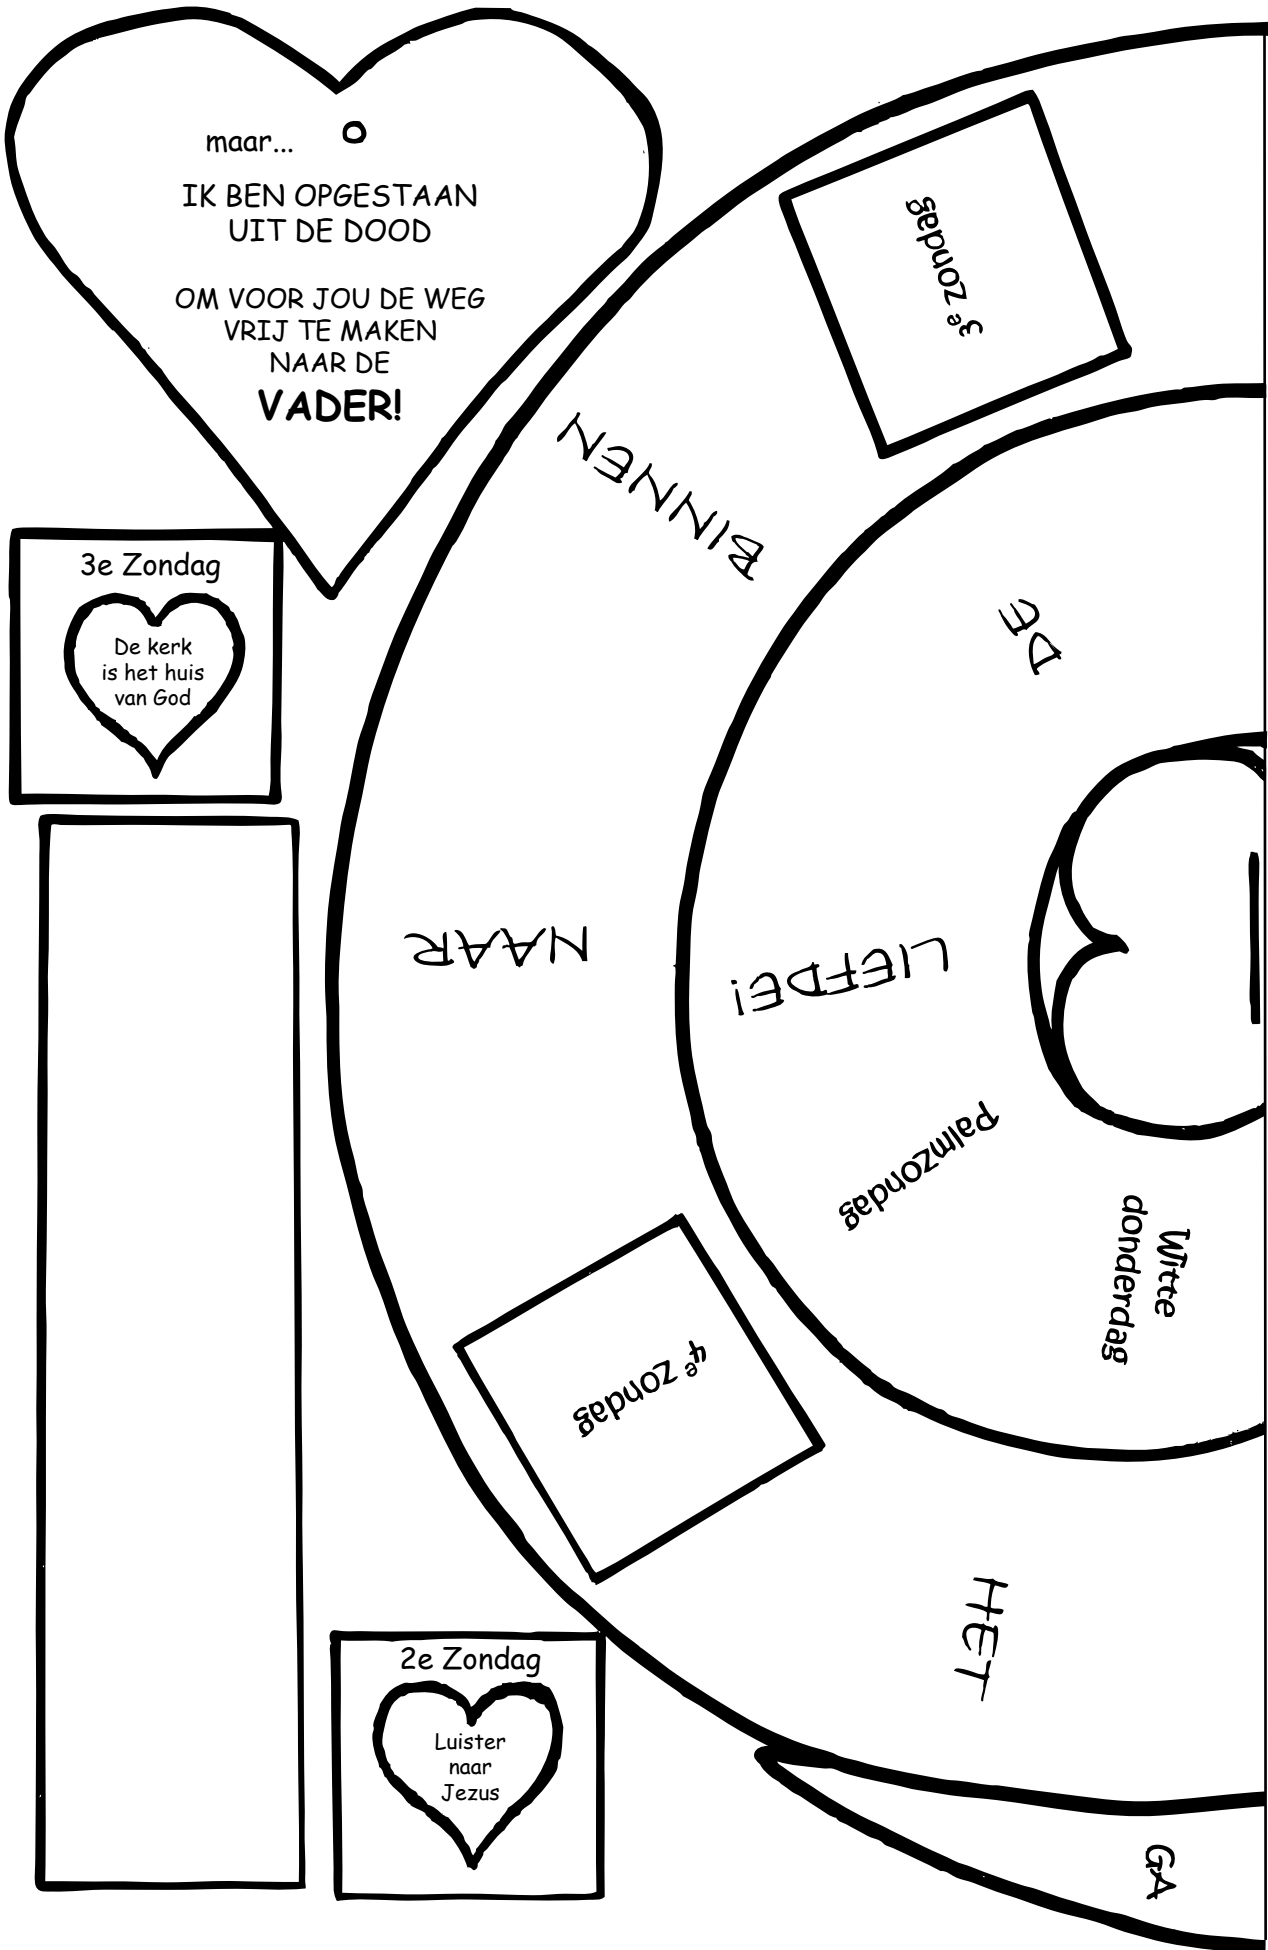 maar...
IK BEN OPGESTAAN
UIT DE DOOD
OM VOOR JOU DE WEG
VRIJ TE MAKEN
NAAR DE
VADER!
3e zondag
BINNEN
3e Zondag
De kerk
is het huis
van God
DE
NAAR
LIEFDE!
Palmzondag
Witte
donderdag
4e zondag
HET
2e Zondag
Luister
naar
Jezus
GA